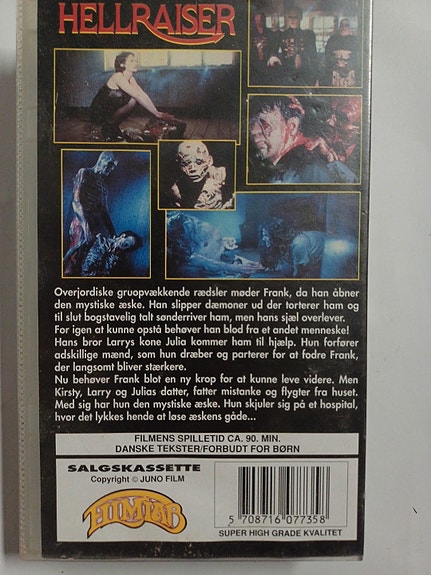 HELLRAISER
Overjordiske gruopvækkende rædsler møder Frank, da han åbner
den mystiske æske. Han slipper dæmoner ud der torterer ham og
til slut bogstavelig talt sønderriver ham, men hans sjæl overlever.
For igen at kunne opstå behøver han blod fra et andet menneske!
Hans bror Larrys kone Julia kommer ham til hjælp. Hun forfører
adskillige mænd, som hun dræber og parterer for at fodre Frank,
der langsomt bliver stærkere.
Nu behøver Frank blot en ny krop for at kunne leve videre. Men
Kirsty, Larry og Julias datter, fatter mistanke og flygter fra huset.
Med sig har hun den mystiske æske. Hun skjuler sig på et hospital,
hvor det lykkes hende at løse æskens gåde...
FILMENS SPILLETID CA. 90. MIN.
DANSKE TEKSTER/FORBUDT FOR BØRN
SALGSKASSETTE
Copyright © JUNO FILM
FILMLAB
5 708716 077358
SUPER HIGH GRADE KVALITET